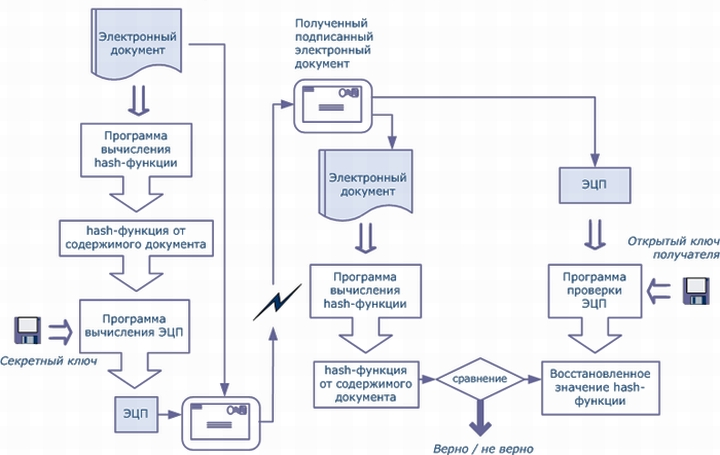 Электронный
документ
Программа
вычисления
hash-функции
hash-функция от
содержимого документа
Программа
вычисления ЭЦП
Секретный ключ
ЭЦП
Полученный
подписанный
электронный
документ
Электронный
документ
Программа
вычисления
hash-функции
hash-функция
от содержимого
документа
сравнение
Верно / не верно
ЭЦП
Открытый ключ
получателя
Программа
проверки
ЭЦП
Восстановленное
значение hash-
функции